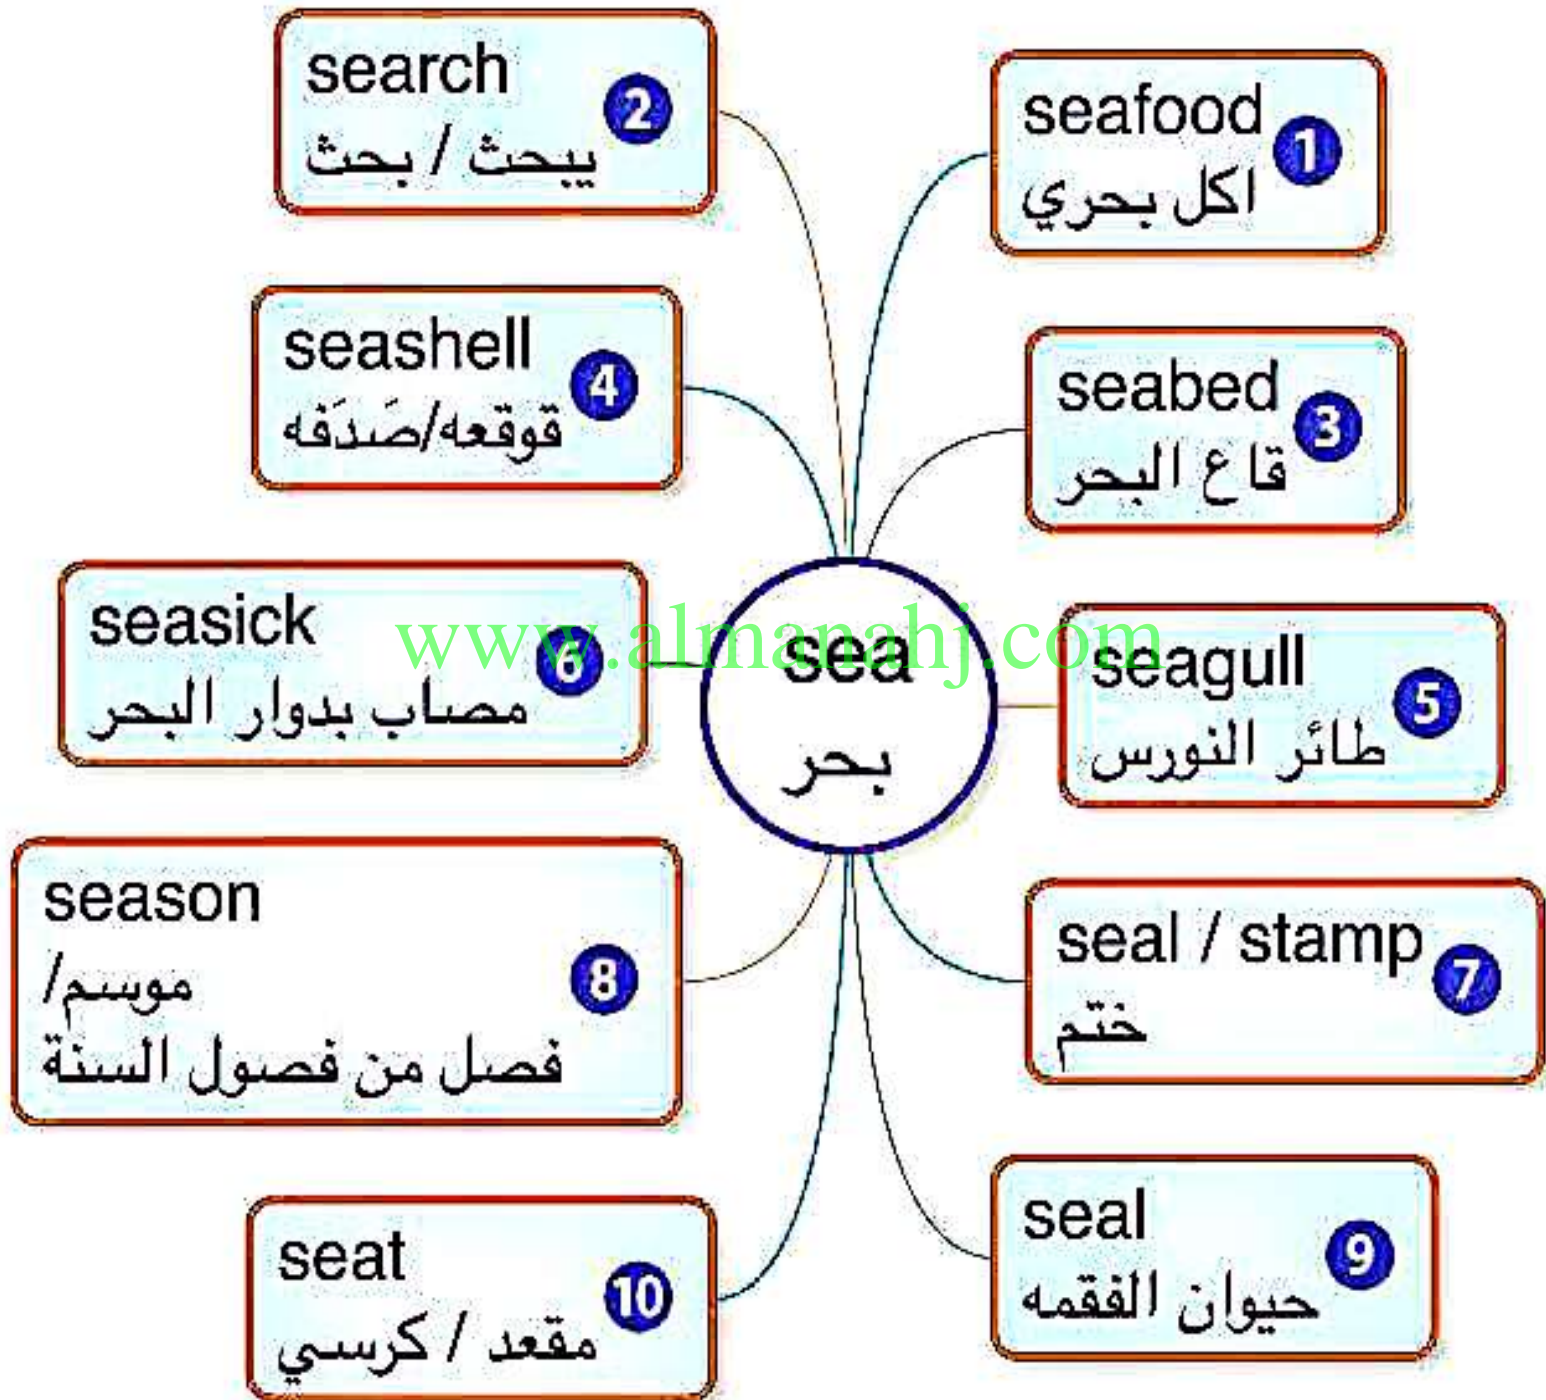 sea
بحر
seafood
اكل بحري
1
search
يبحث / بحث
2
seabed
قاع البحر
3
seashell
قوقعه/صَدَفه
4
seagull
طائر النورس
5
seasick
مصاب بدوار البحر
6
seal / stamp
ختم
7
season
موسم/
فصل من فصول السنة
8
seal
حيوان الفقمه
9
seat
مقعد / كرسي
10
www.almanahj.com